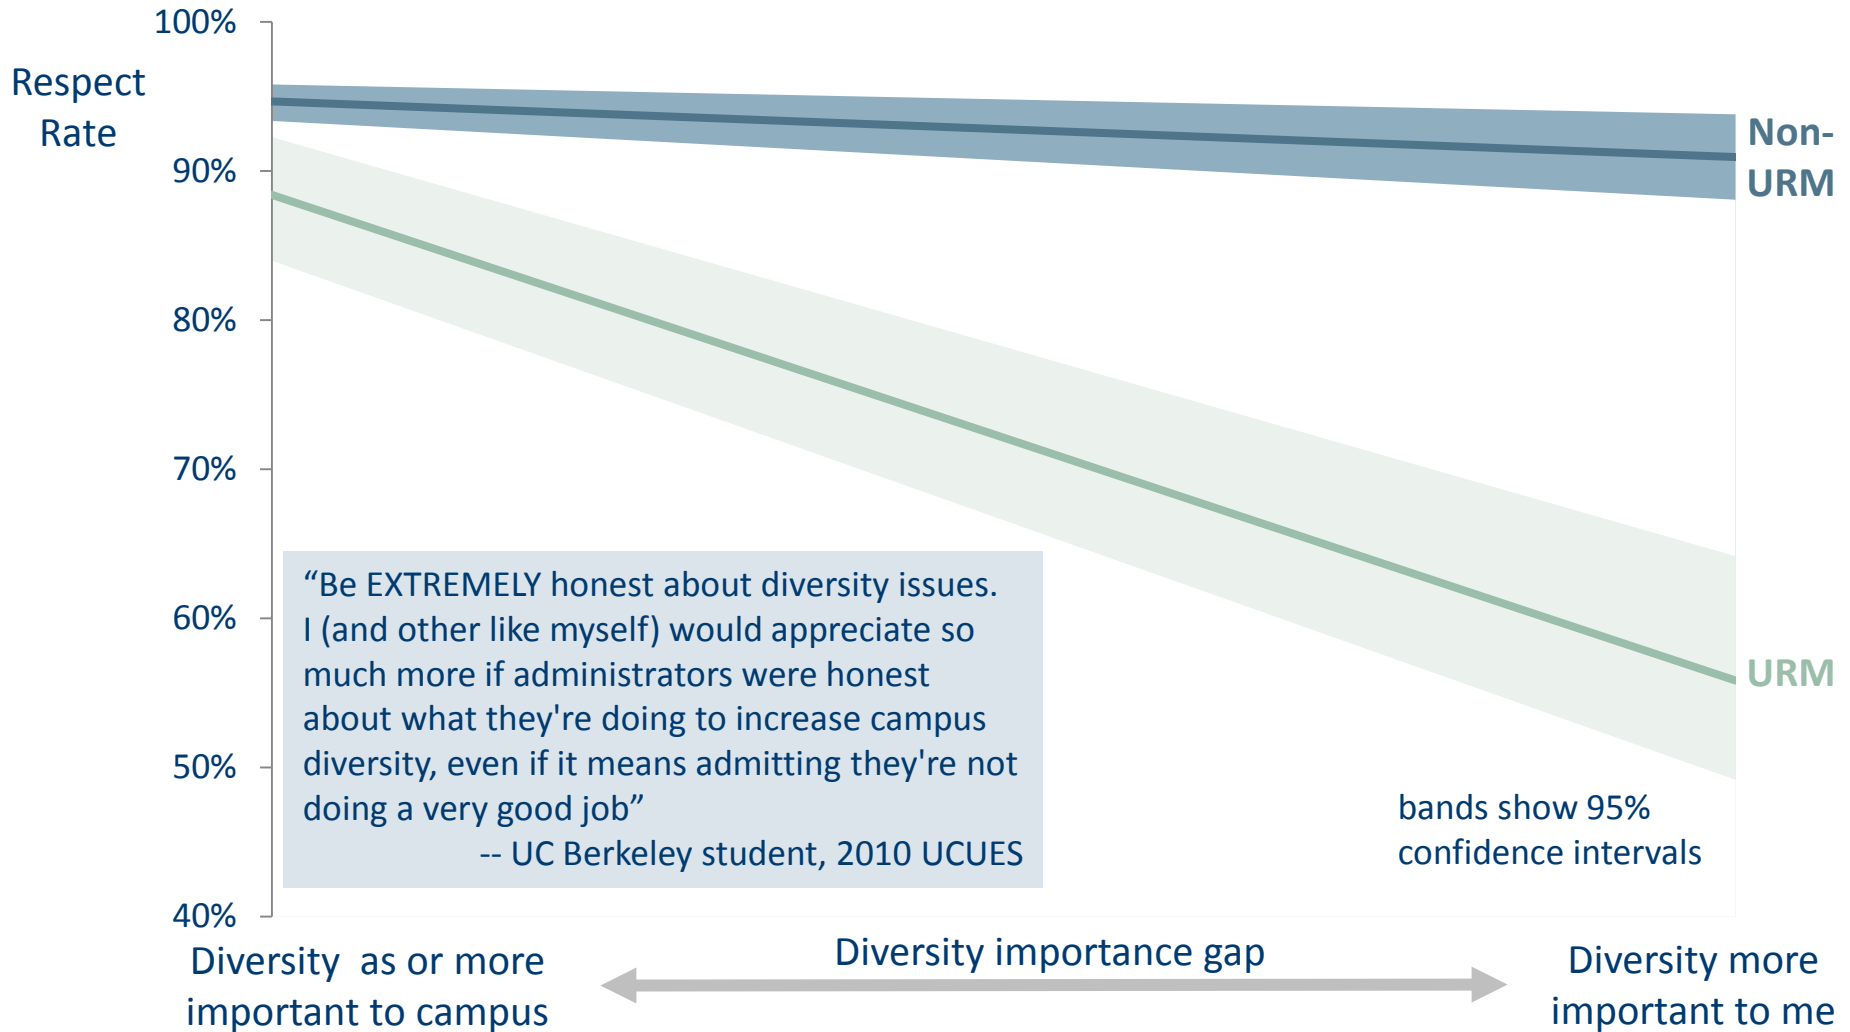 100%
Respect
Rate
90%
80%
70%
60%
50%
40%
Non-
URM
URM
“Be EXTREMELY honest about diversity issues.
I (and other like myself) would appreciate so
much more if administrators were honest
about what they're doing to increase campus
diversity, even if it means admitting they're not
doing a very good job”
-- UC Berkeley student, 2010 UCUES
bands show 95%
confidence intervals
Diversity as or more
important to campus
Diversity importance gap
Diversity more
important to me